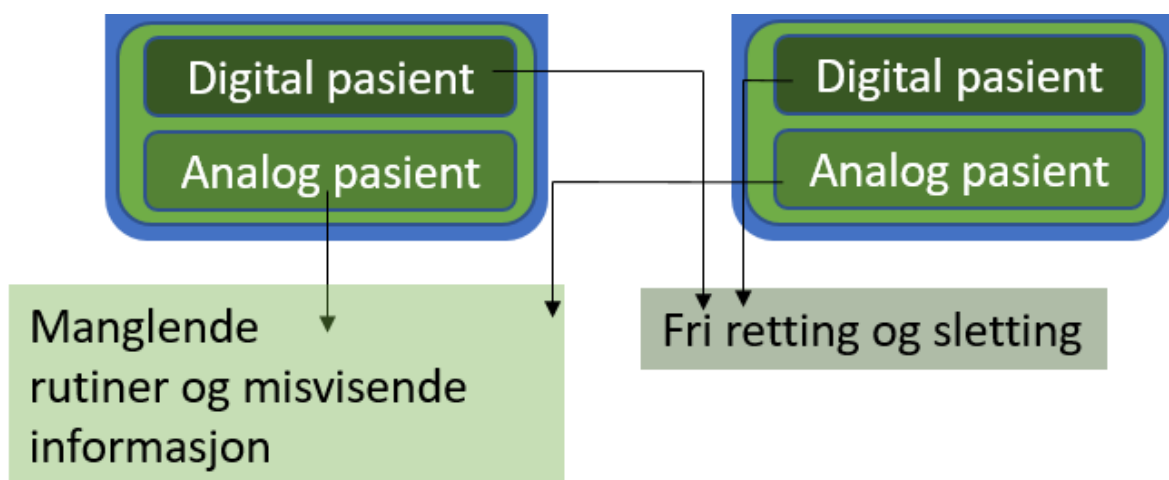 Digital pasient
Analog pasient
Digital pasient
Analog pasient
Manglende
rutiner og misvisende
informasjon
Fri retting og sletting